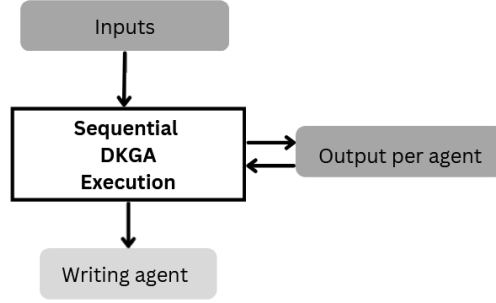 Inputs
Sequential
DKGA
Execution
Output per agent
Writing agent